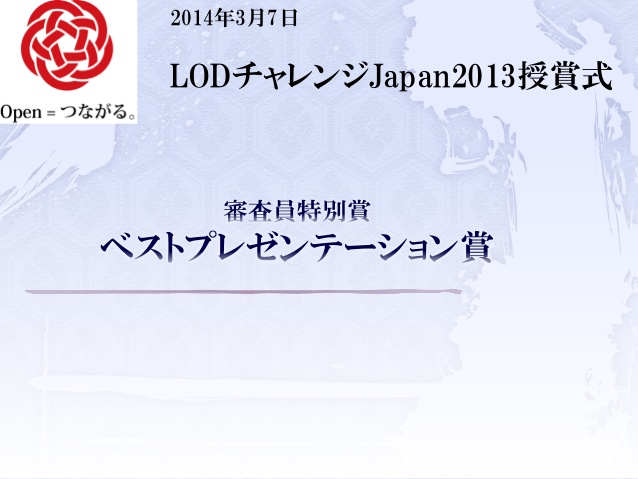 2014年3月7日
LODチャレンジJapan2013授賞式
Open = つながる。
審査員特別賞
ベストプレゼンテーション賞